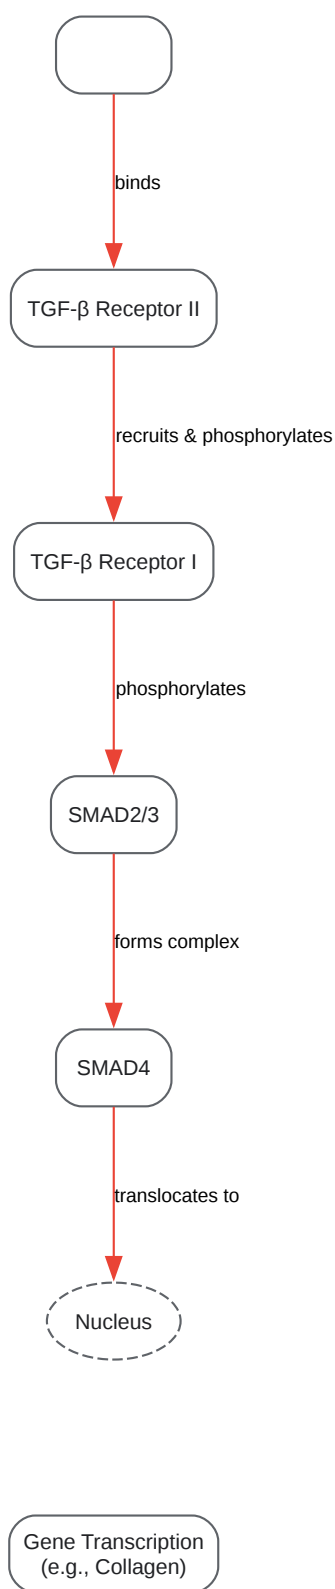 binds
TGF-β Receptor II
recruits & phosphorylates
TGF-β Receptor I
phosphorylates
SMAD2/3
forms complex
SMAD4
translocates to
Nucleus
Gene Transcription
(e.g., Collagen)